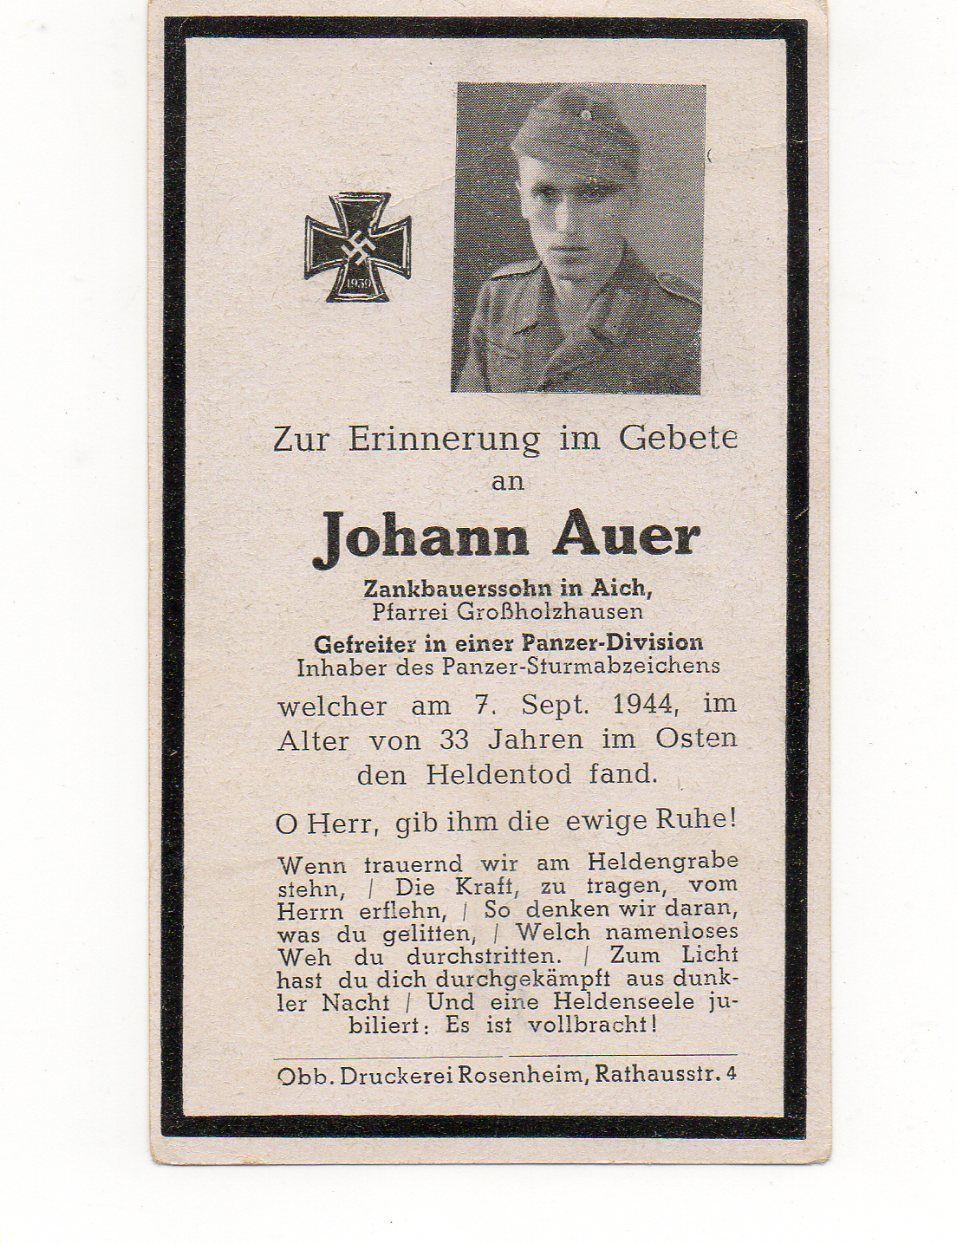 1939
Zur Erinnerung im Gebete
an
Johann Auer
Zankbauerssohn in Aich,
Pfarrei Großholzhausen
Gefreiter in einer Panzer-Division
Inhaber des Panzer-Sturmabzeichens
welcher am 7. Sept. 1944, im
Alter von 33 Jahren im Osten
den Heldentod fand.
O Herr, gib ihm die ewige Ruhe!
Wenn trauernd wir am Heldengrabe
stehn, / Die Kraft, zu tragen, vom
Herrn erflehn, / So denken wir daran,
was du gelitten, / Welch namenloses
Weh du durchstritten. / Zum Licht
hast du dich durchgekämpft aus dunk-
ler Nacht / Und eine Heldenseele ju-
biliert: Es ist vollbracht!
Obb. Druckerei Rosenheim, Rathausstr. 4